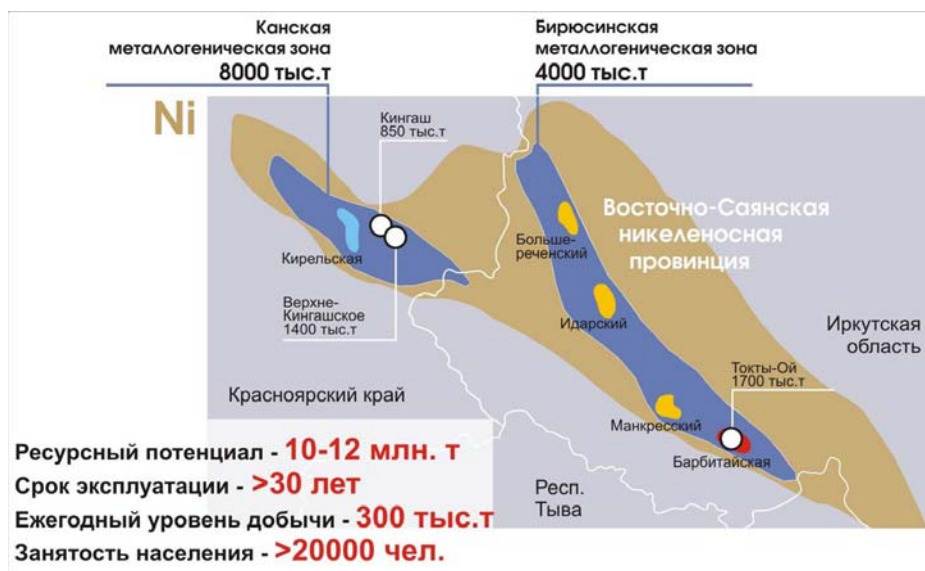 Канская
металлогеническая зона
8000 тыс.т
Бирюсинская
металлогеническая зона
4000 тыс.т
Ni
Кингаш
850 тыс.т
Кирельская
Верхне-
Кингашское
1400 тыс.т
Больше-
реченский
Восточно-Саянская
никеленосная
провинция
Идарский
Иркутская
область
Токты-Ой
1700 тыс.т
Красноярский край
Манкресский
Барбитайская
Респ.
Тыва
Ресурсный потенциал - 10-12 млн. т
Срок эксплуатации - >30 лет
Ежегодный уровень добычи - 300 тыс.т
Занятость населения - >20000 чел.